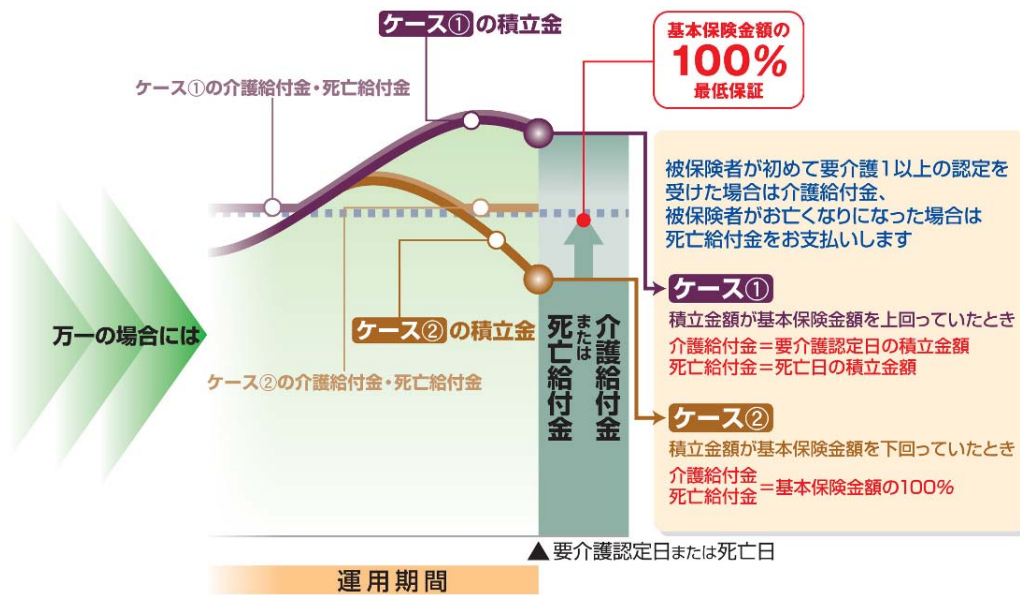 ケース①の積立金
基本保険金額の
100%
最低保証
ケース①の介護給付金・死亡給付金
被保険者が初めて要介護1以上の認定を
受けた場合は介護給付金、
被保険者がお亡くなりになった場合は
死亡給付金をお支払いします
万一の場合には
ケース②の積立金
ケース②の介護給付金・死亡給付金
介護給付金
または
死亡給付金
ケース①
積立金額が基本保険金額を上回っていたとき
介護給付金=要介護認定日の積立金額
死亡給付金=死亡日の積立金額
ケース②
積立金額が基本保険金額を下回っていたとき
介護給付金
死亡給付金=基本保険金額の100%
▲要介護認定日または死亡日
運用期間